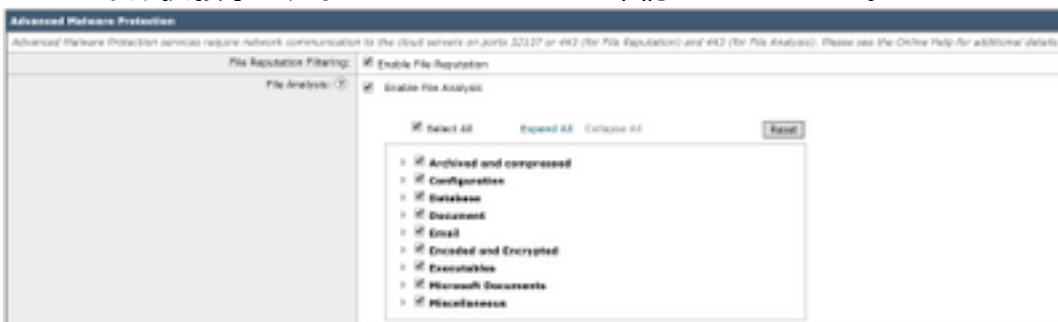 Advanced Malware Protection
Advanced Malware Protection services require network communication to the cloud servers on ports 32137 or 443 (for File Reputation) and 443 (for File Analysis). Please see the Online Help for additional details.
File Reputation Filtering: Enable File Reputation
File Analysis: ? Enable File Analysis
Select All Expand All Collapse All Reset
Archived and compressed
Configuration
Database
Document
Email
Encoded and Encrypted
Executables
Microsoft Documents
Miscellaneous